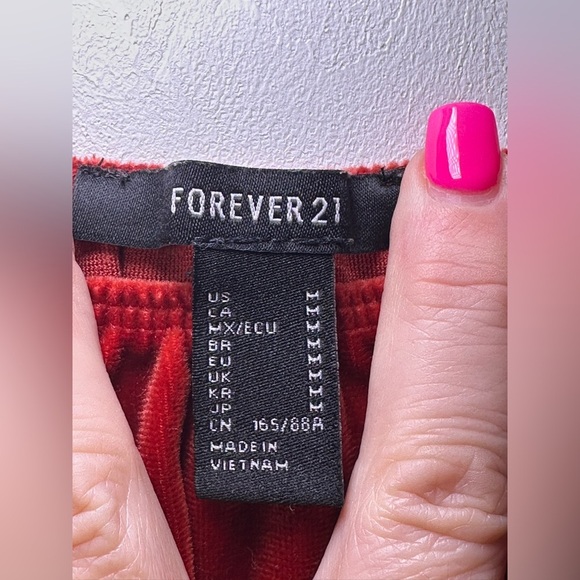 FOREVER 21
US M
CA M
MX/ECU M
BR M
EU M
UK M
KR M
JP M
CN 165/88A
MADE IN
VIETNAM